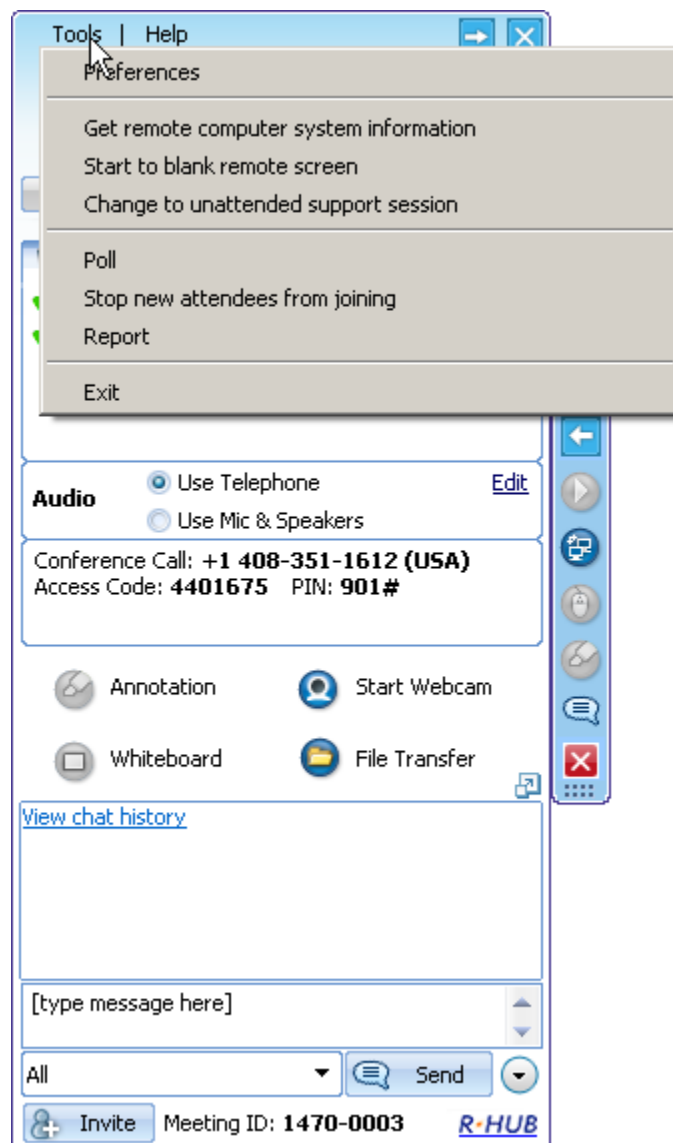 Tools | Help
Preferences
Get remote computer system information
Start to blank remote screen
Change to unattended support session
Poll
Stop new attendees from joining
Report
Exit
Audio Use Telephone Edit
Use Mic & Speakers
Conference Call: +1 408-351-1612 (USA)
Access Code: 4401675 PIN: 901#
Annotation Start Webcam
Whiteboard File Transfer
View chat history
[type message here]
All Send
Invite Meeting ID: 1470-0003 R·HUB